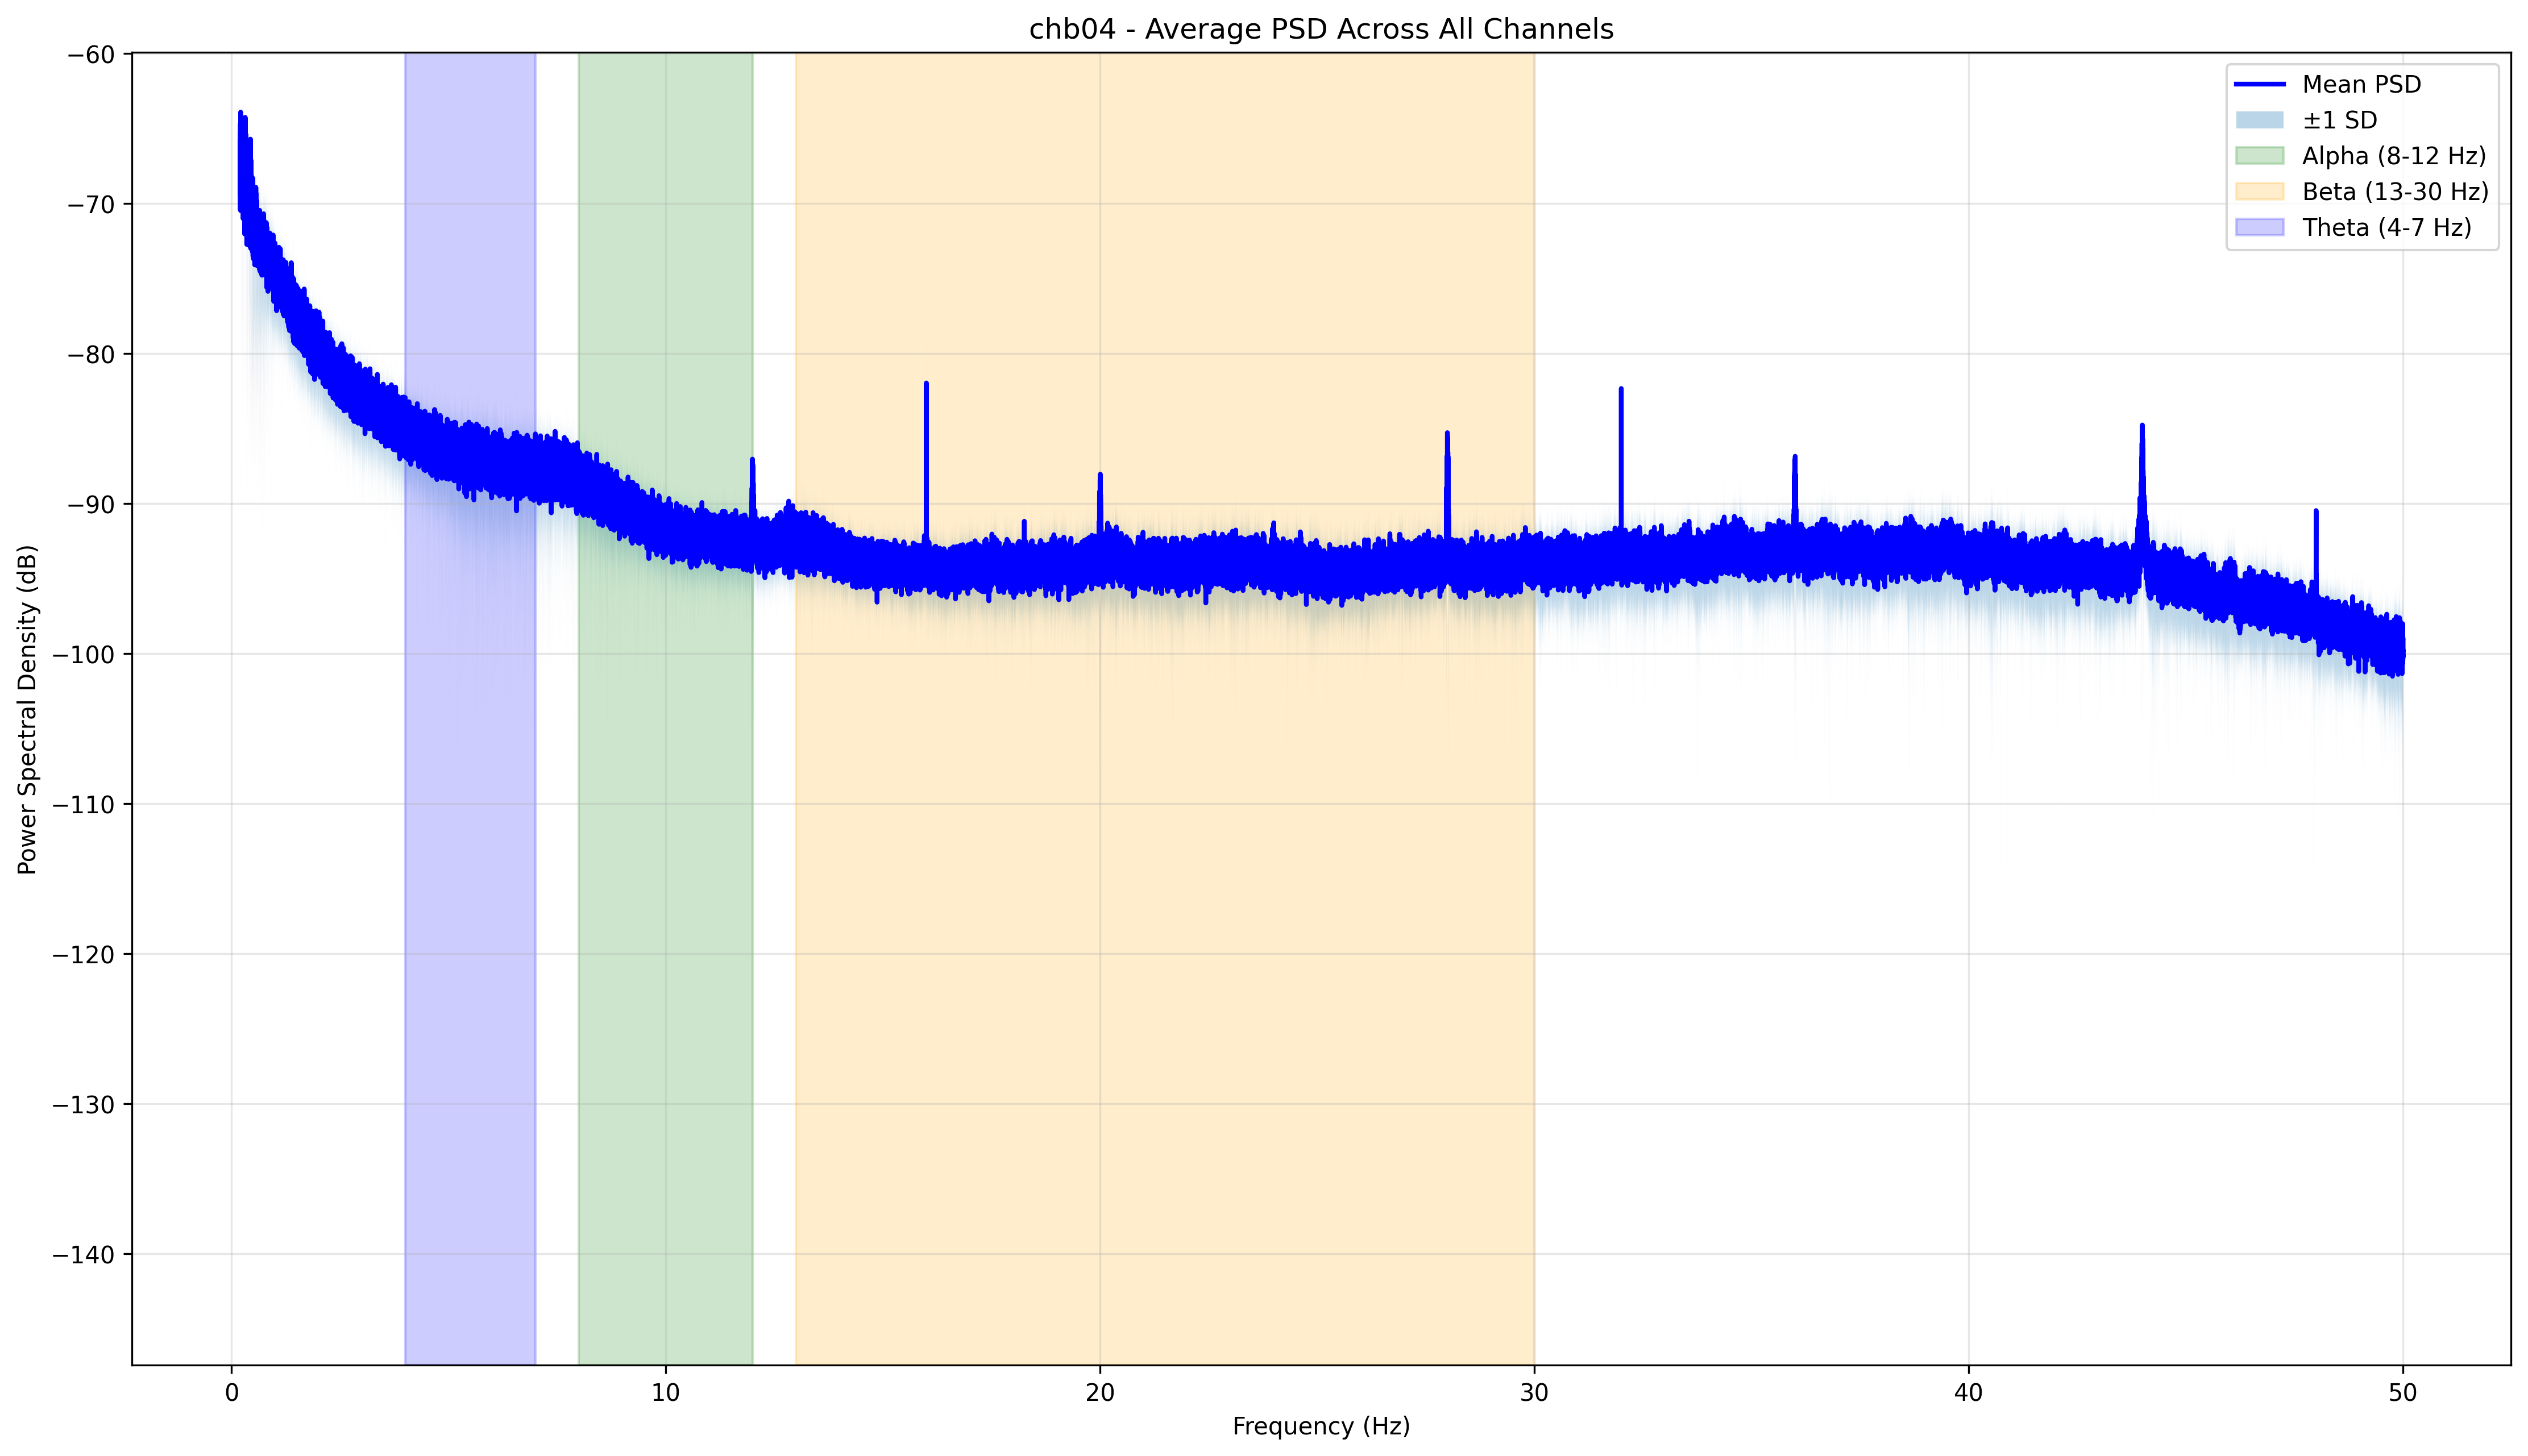 chb04 - Average PSD Across All Channels
Power Spectral Density (dB)
−60
−70
−80
−90
−100
−110
−120
−130
−140
Mean PSD
±1 SD
Alpha (8-12 Hz)
Beta (13-30 Hz)
Theta (4-7 Hz)
0 10 20 30 40 50
Frequency (Hz)